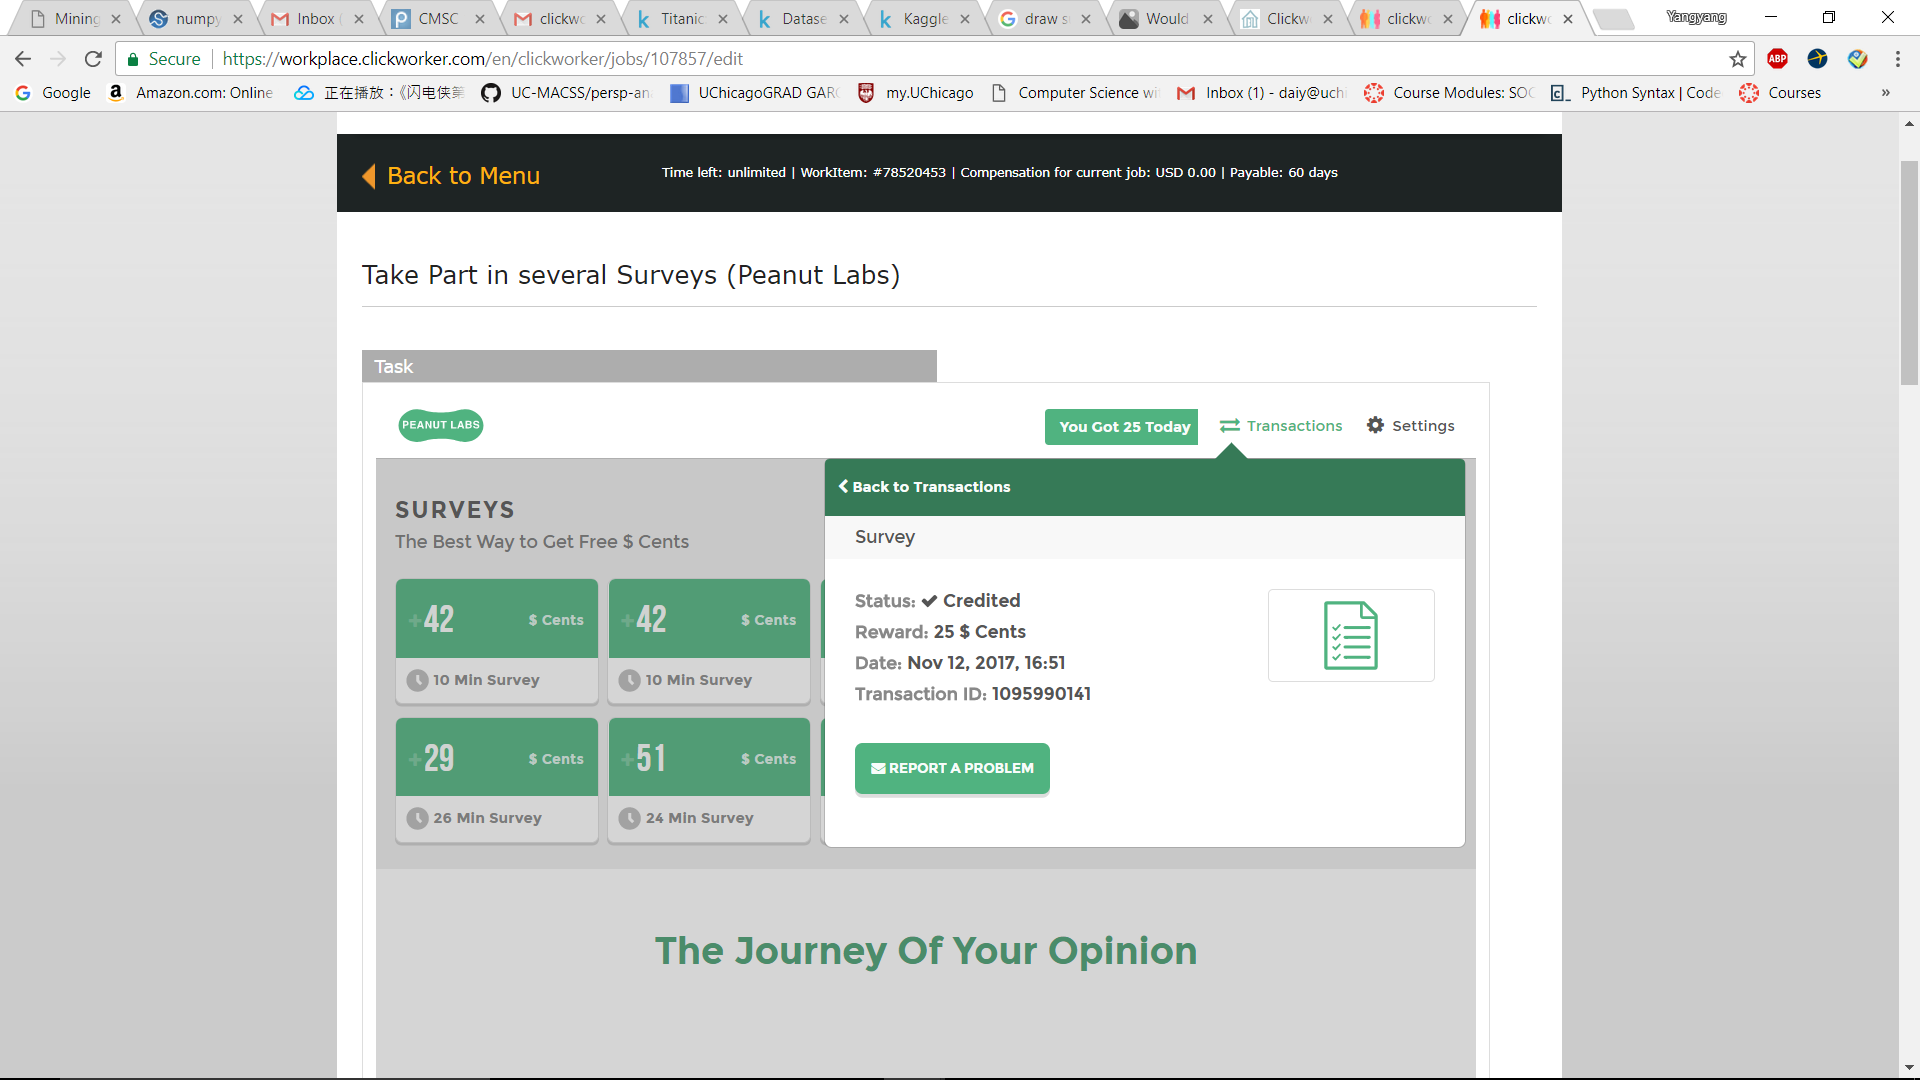 Mining
numpy
Inbox (
CMSC
clickwo
Titanic
Datase
Kaggle
draw s
Would
Clickw
clickwo
clickwo
Yangyang
Secure
https://workplace.clickworker.com/en/clickworker/jobs/107857/edit
ABP
Google
Amazon.com: Online
正在播放：《闪电侠第
UC-MACSS/persp-an
UChicagoGRAD GARG
my.UChicago
Computer Science wi
Inbox (1) - daiy@uchi
Course Modules: SOC
Python Syntax | Code
Courses
»
Back to Menu
Time left: unlimited | WorkItem: #78520453 | Compensation for current job: USD 0.00 | Payable: 60 days
Take Part in several Surveys (Peanut Labs)
Task
PEANUT LABS
You Got 25 Today
Transactions
Settings
Back to Transactions
SURVEYS
The Best Way to Get Free $ Cents
Survey
+42 $ Cents
10 Min Survey
+42 $ Cents
10 Min Survey
+29 $ Cents
26 Min Survey
+51 $ Cents
24 Min Survey
Status: ✔ Credited
Reward: 25 $ Cents
Date: Nov 12, 2017, 16:51
Transaction ID: 1095990141
REPORT A PROBLEM
The Journey Of Your Opinion